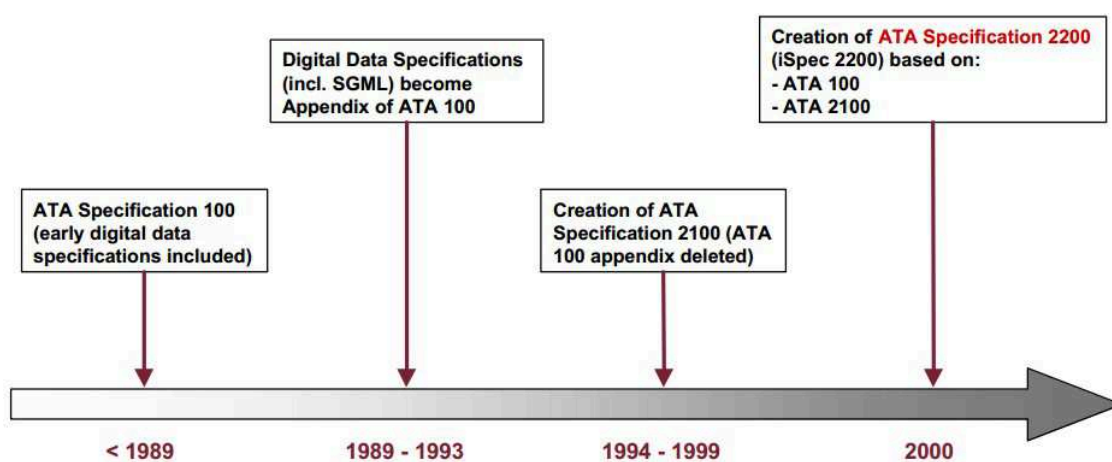 ATA Specification 100
(early digital data
specifications included)
Digital Data Specifications
(incl. SGML) become
Appendix of ATA 100
Creation of ATA
Specification 2100 (ATA
100 appendix deleted)
Creation of ATA Specification 2200
(iSpec 2200) based on:
- ATA 100
- ATA 2100
< 1989
1989 - 1993
1994 - 1999
2000